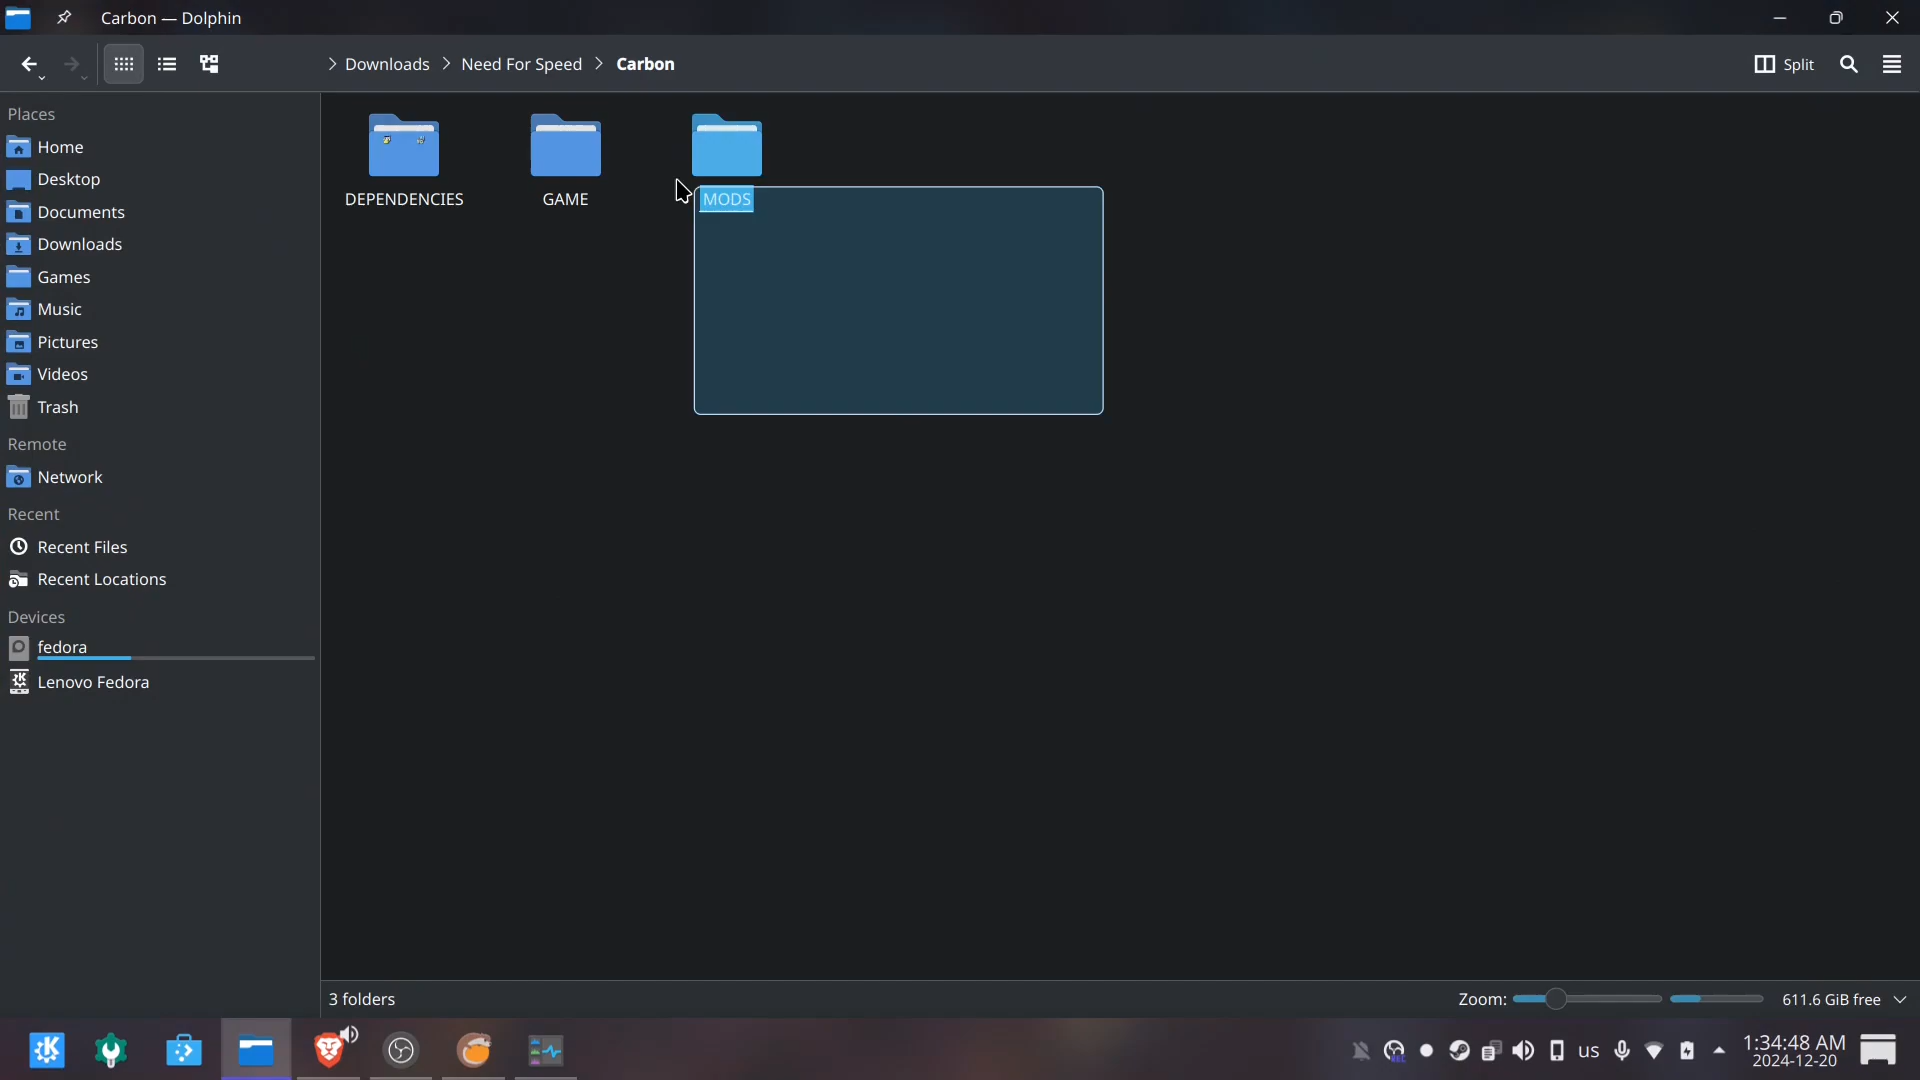 Carbon — Dolphin
Downloads
Need For Speed
Carbon
Split
Places
Home
Desktop
Documents
Downloads
Games
Music
Pictures
Videos
Trash
Remote
Network
Recent
Recent Files
Recent Locations
Devices
fedora
Lenovo Fedora
DEPENDENCIES
GAME
MODS
3 folders
Zoom:
611.6 GiB free
us
1:34:48 AM
2024-12-20